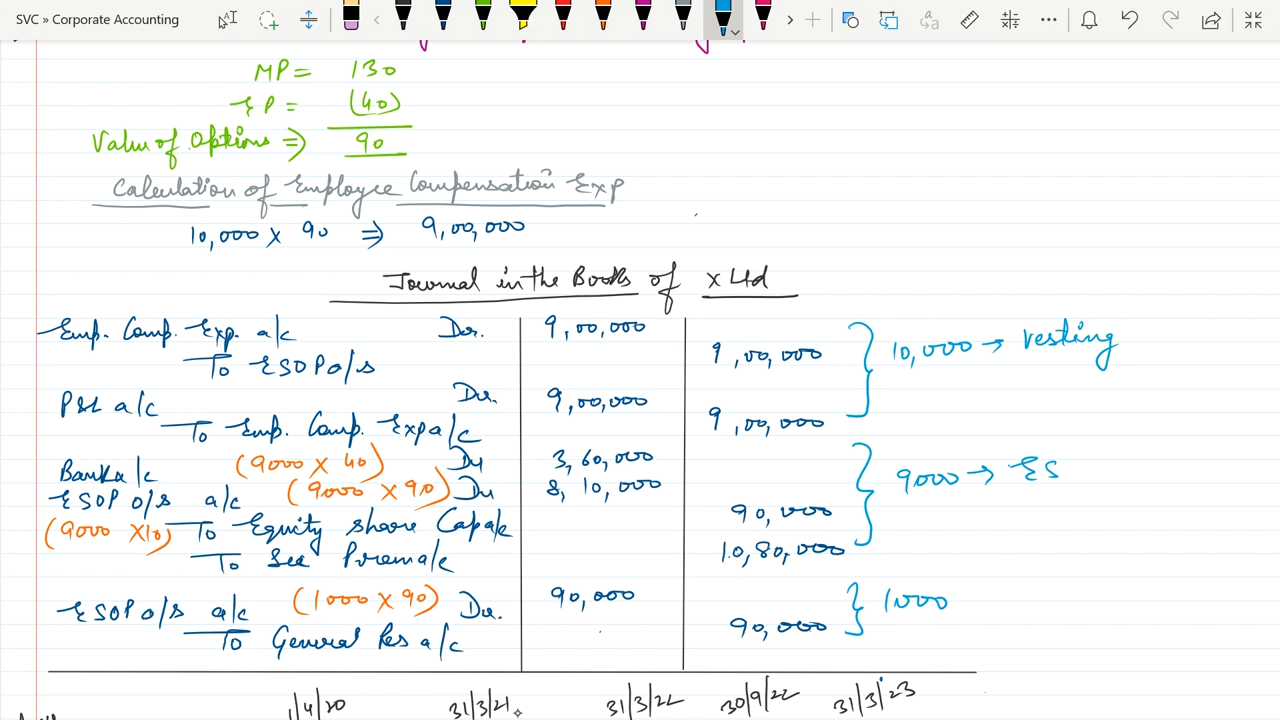 SVC » Corporate Accounting
MP = 130
EP = (40)
Value of Options ⇒ 90
Calculation of Employee Compensation Exp
10,000 x 90 ⇒ 9,00,000
Journal in the Books of x Ltd
Emp. Comp. Exp. a/c Dr. 9,00,000
To ESOP o/s 9,00,000
10,000 → vesting
P&L a/c Dr. 9,00,000
To Emp. Comp. Exp a/c 9,00,000
Bank a/c (9000 x 40) Dr 3,60,000
ESOP o/s a/c (9000 x 90) Dr 8,10,000
(9000 x10) To Equity share Cap a/c 90,000
To Sec Prem a/c 10,80,000
9000 → ES
ESOP o/s a/c (1000 x 90) Dr. 90,000
To General Res a/c 90,000
1000
1/4/20 31/3/21 31/3/22 30/9/22 31/3/23